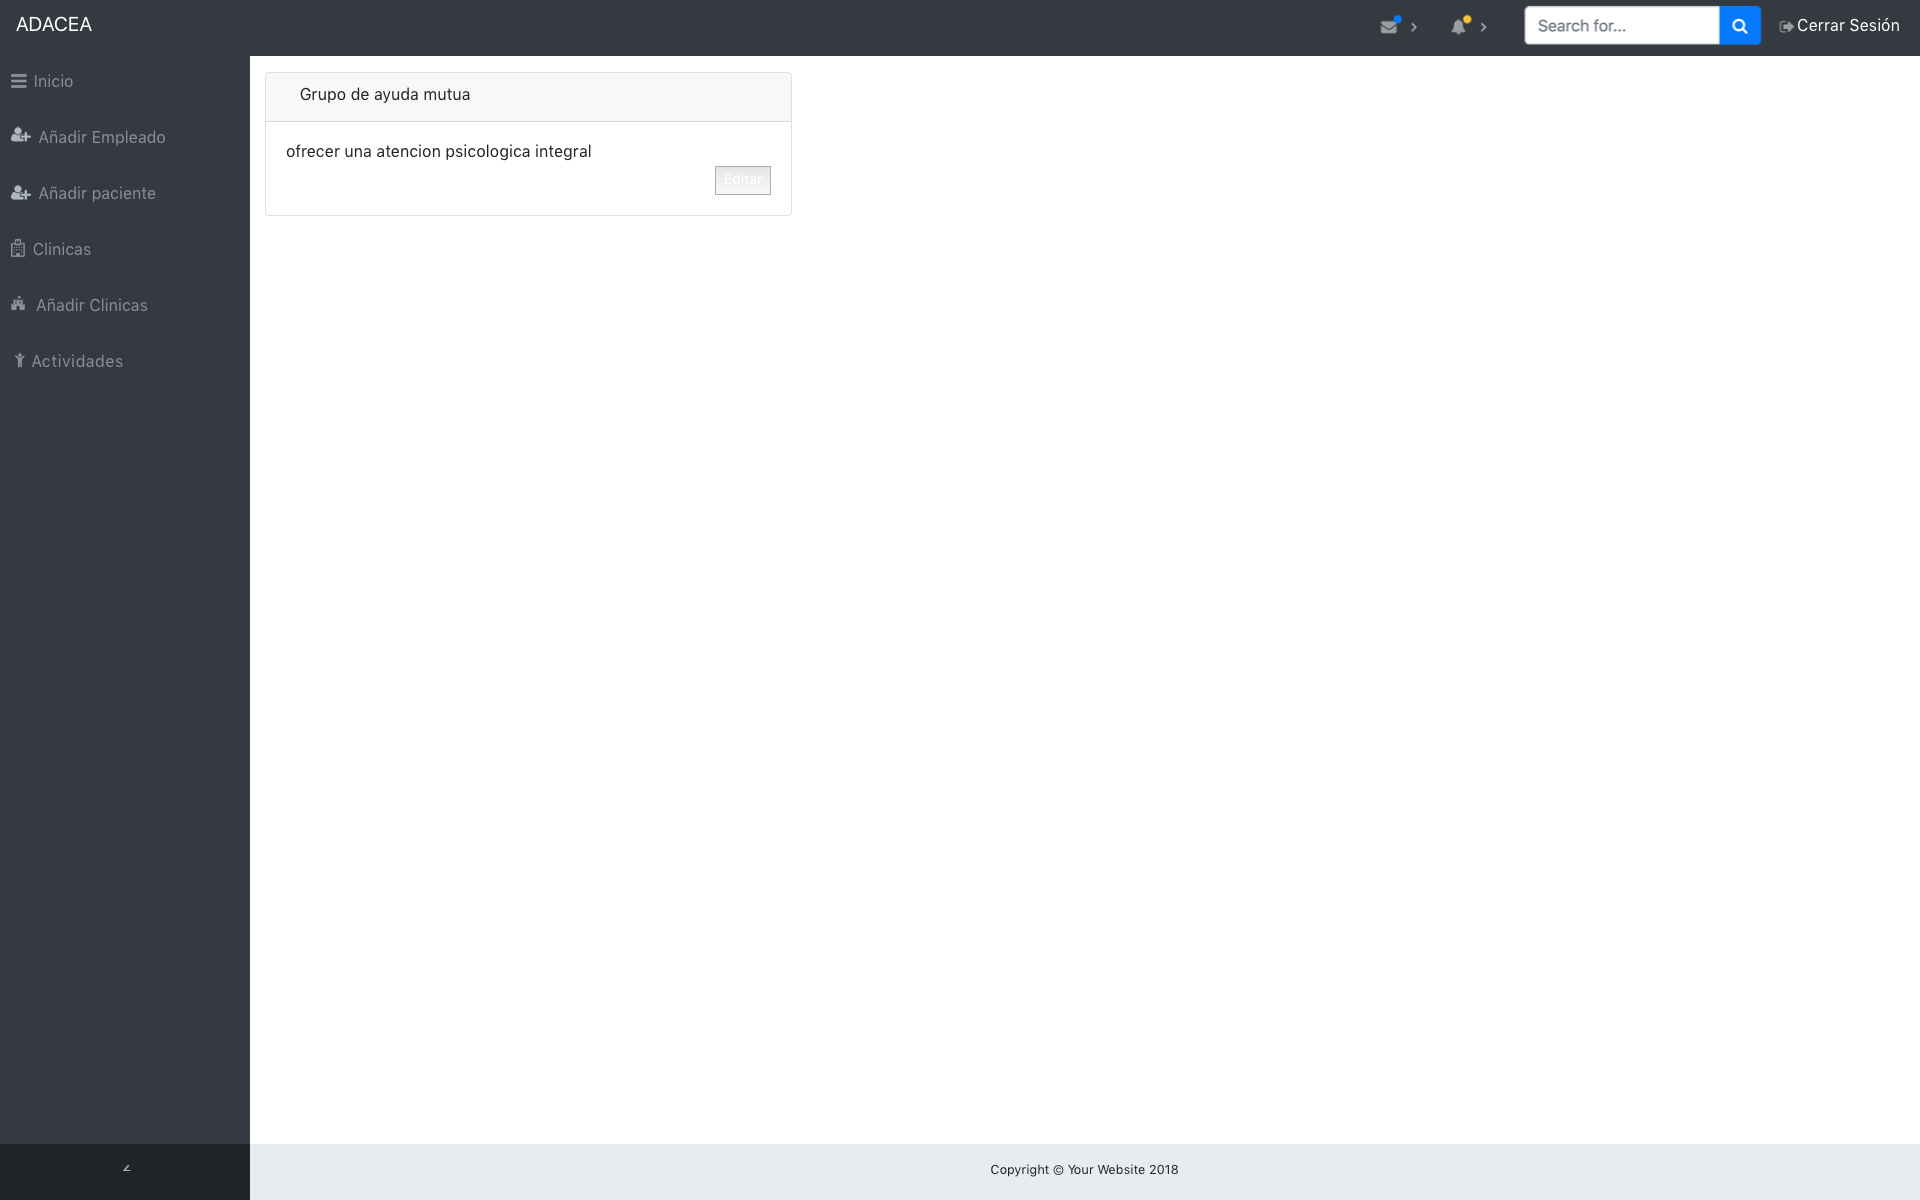 ADACEA
Search for...
Cerrar Sesión
Inicio
Añadir Empleado
Añadir paciente
Clinicas
Añadir Clinicas
Actividades
Grupo de ayuda mutua
ofrecer una atencion psicologica integral
Editar
Copyright © Your Website 2018